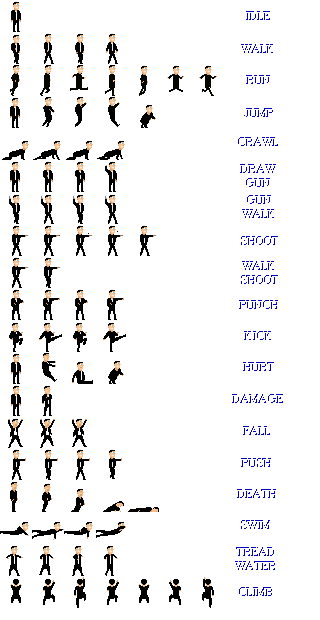 IDLE
WALK
RUN
JUMP
CRAWL
DRAW
GUN
GUN
WALK
SHOOT
WALK
SHOOT
PUNCH
KICK
HURT
DAMAGE
FALL
PUSH
DEATH
SWIM
TREAD
WATER
CLIMB